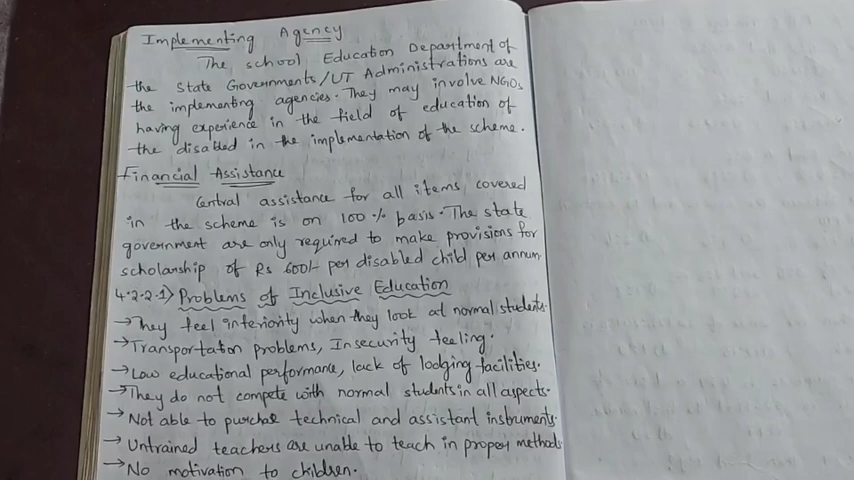 Implementing Agency
The school Education Department of
the State Governments/UT Administrations are
the implementing agencies. They may involve NGOs
having experience in the field of education of
the disabled in the implementation of the scheme.
Financial Assistance
Central assistance for all items covered
in the scheme is on 100% basis. The state
government are only required to make provisions for
scholarship of Rs 600/- per disabled child per annum
4.2.2.1) Problems of Inclusive Education
→ They feel inferiority when they look at normal students.
→ Transportation problems, Insecurity feeling.
→ Low educational performance, lack of lodging facilities.
→ They do not compete with normal students in all aspects.
→ Not able to purchase technical and assistant instruments.
→ Untrained teachers are unable to teach in proper methods.
→ No motivation to children.